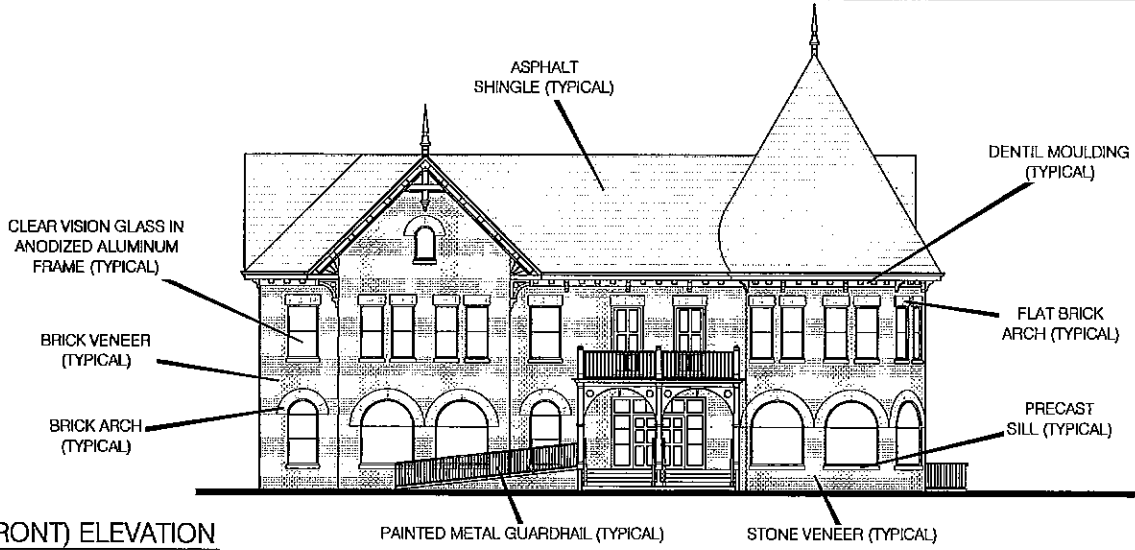 ASPHALT
SHINGLE (TYPICAL)
DENTIL MOULDING
(TYPICAL)
CLEAR VISION GLASS IN
ANODIZED ALUMINUM
FRAME (TYPICAL)
FLAT BRICK
ARCH (TYPICAL)
BRICK VENEER
(TYPICAL)
BRICK ARCH
(TYPICAL)
PRECAST
SILL (TYPICAL)
RONT) ELEVATION
PAINTED METAL GUARDRAIL (TYPICAL)
STONE VENEER (TYPICAL)